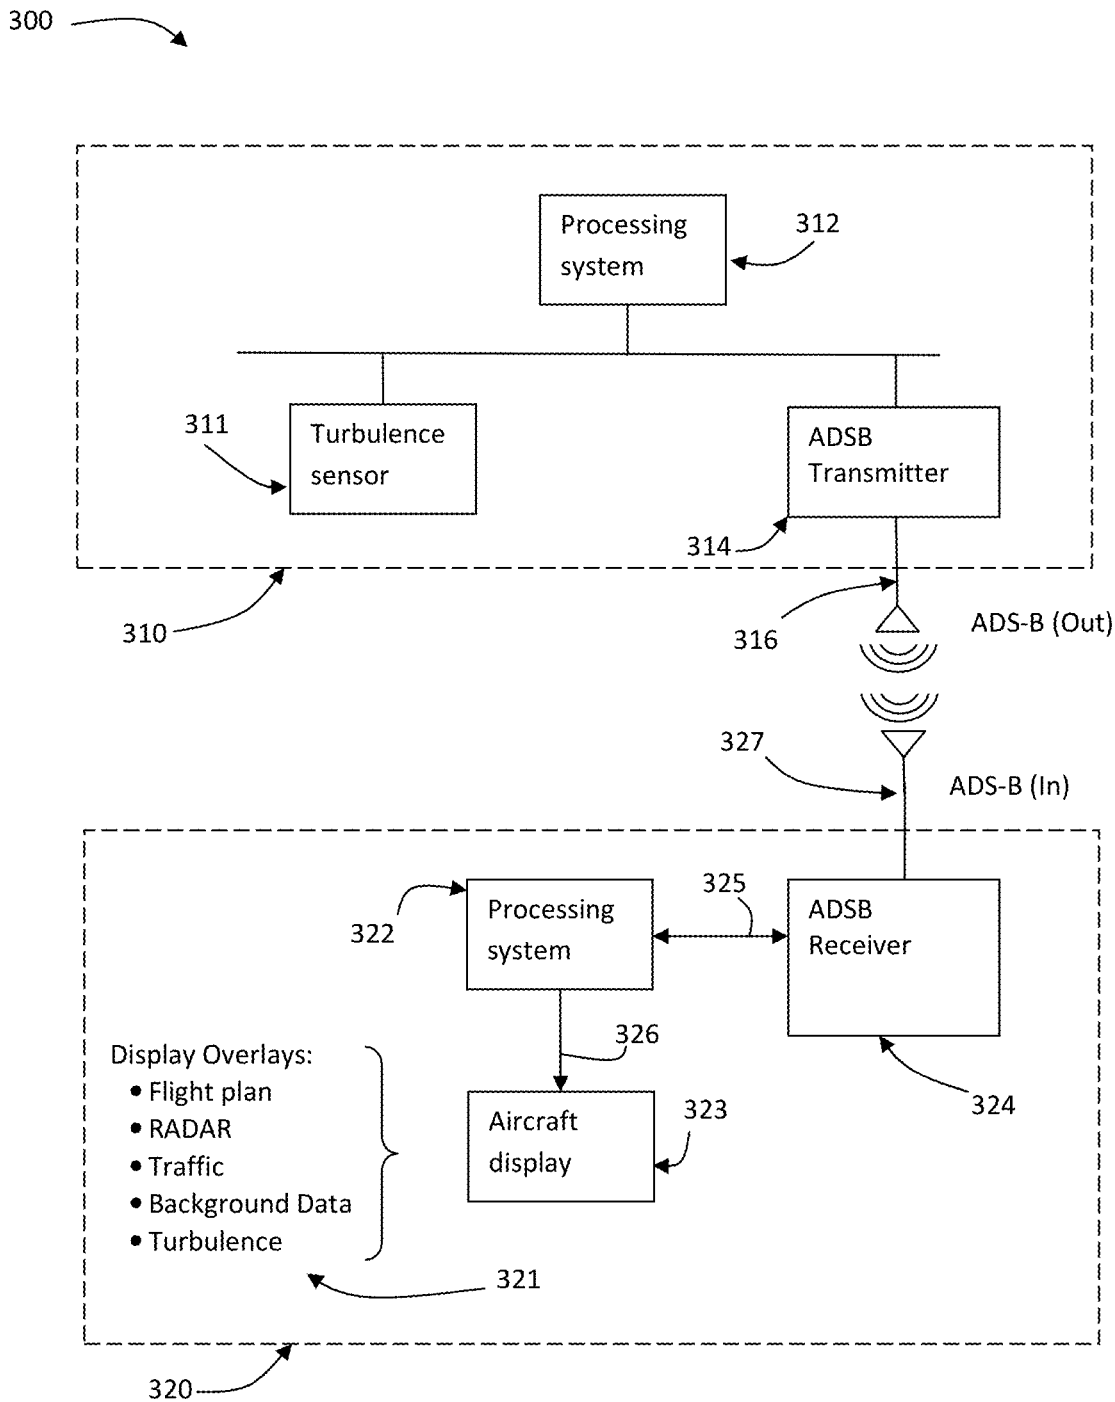 300
Processing
system
312
311
Turbulence
sensor
ADSB
Transmitter
314
310
316
ADS-B (Out)
327
ADS-B (In)
322
Processing
system
325
ADSB
Receiver
326
324
Display Overlays:
• Flight plan
• RADAR
• Traffic
• Background Data
• Turbulence
Aircraft
display
323
321
320